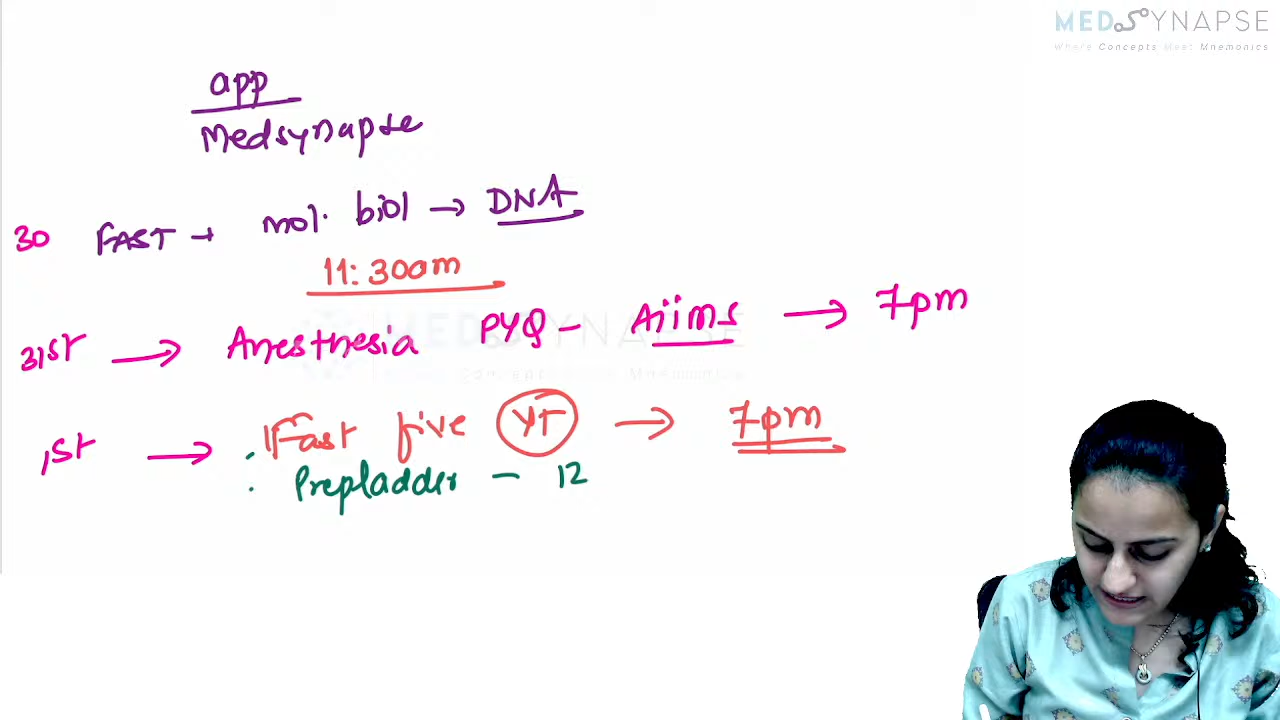 MEDSYNAPSE
Where Concepts Meet Mnemonics
app
Medsynapse
30 FAST → mol. biol → DNA
11:30am
31st → Anesthesia PYQ - Aiims → 7pm
1st → Fast five YT → 7pm
Prepladder - 12